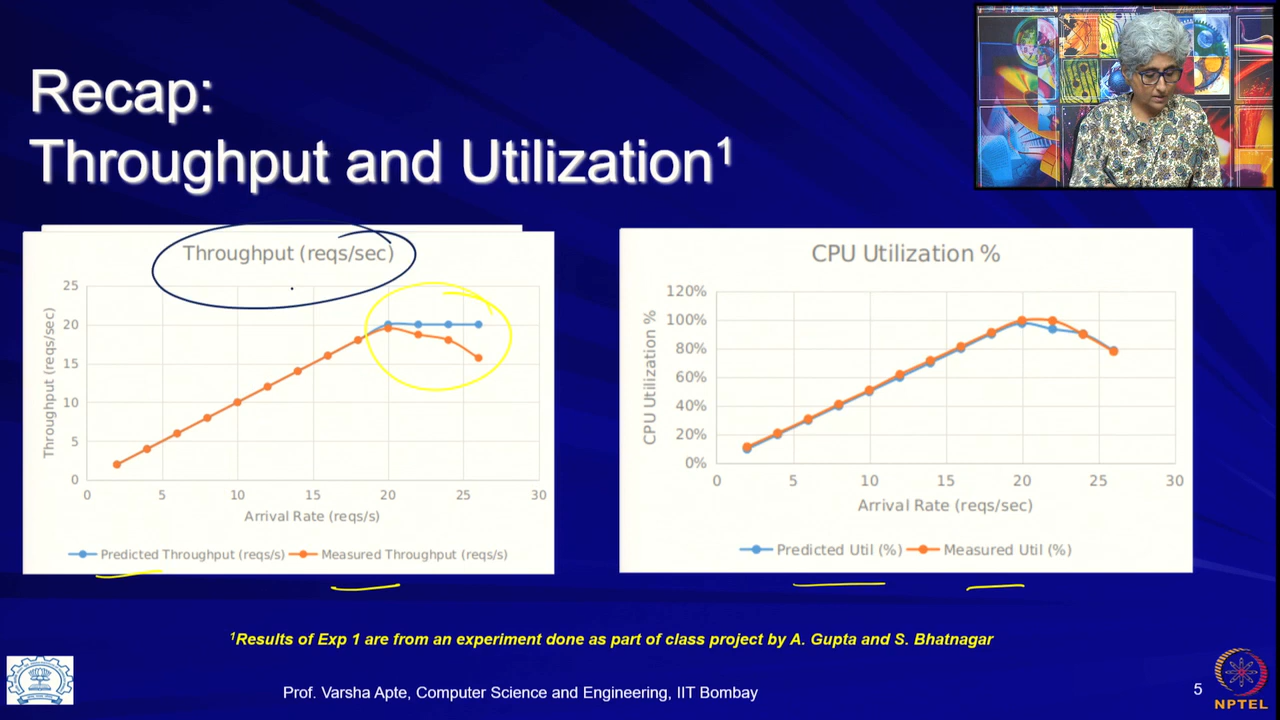 Recap:
Throughput and Utilization¹
Throughput (reqs/sec)
Throughput (reqs/sec)
25
20
15
10
5
0
0 5 10 15 20 25 30
Arrival Rate (reqs/s)
Predicted Throughput (reqs/s) Measured Throughput (reqs/s)
CPU Utilization %
CPU Utilization %
120%
100%
80%
60%
40%
20%
0%
0 5 10 15 20 25 30
Arrival Rate (reqs/sec)
Predicted Util (%) Measured Util (%)
¹Results of Exp 1 are from an experiment done as part of class project by A. Gupta and S. Bhatnagar
Prof. Varsha Apte, Computer Science and Engineering, IIT Bombay
5
NPTEL